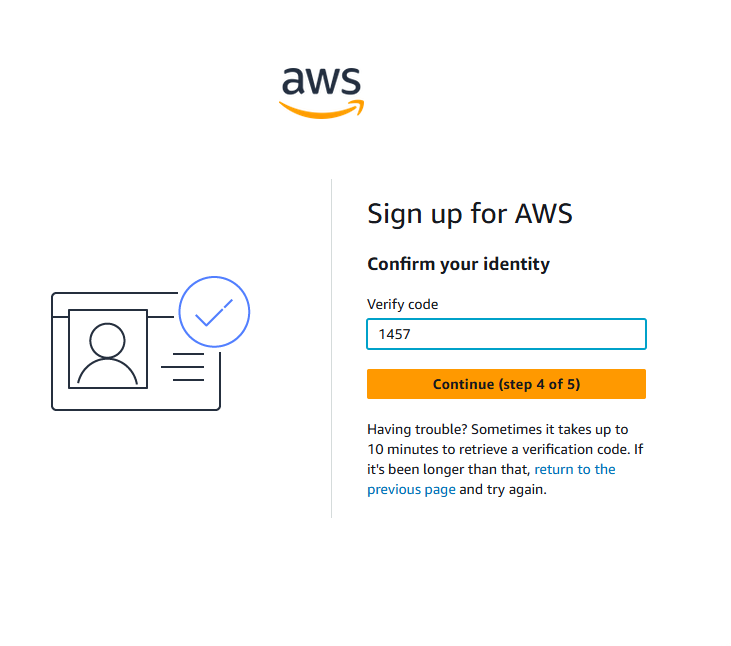 aws
Sign up for AWS
Confirm your identity
Verify code
1457
Continue (step 4 of 5)
Having trouble? Sometimes it takes up to
10 minutes to retrieve a verification code. If
it's been longer than that, return to the
previous page and try again.